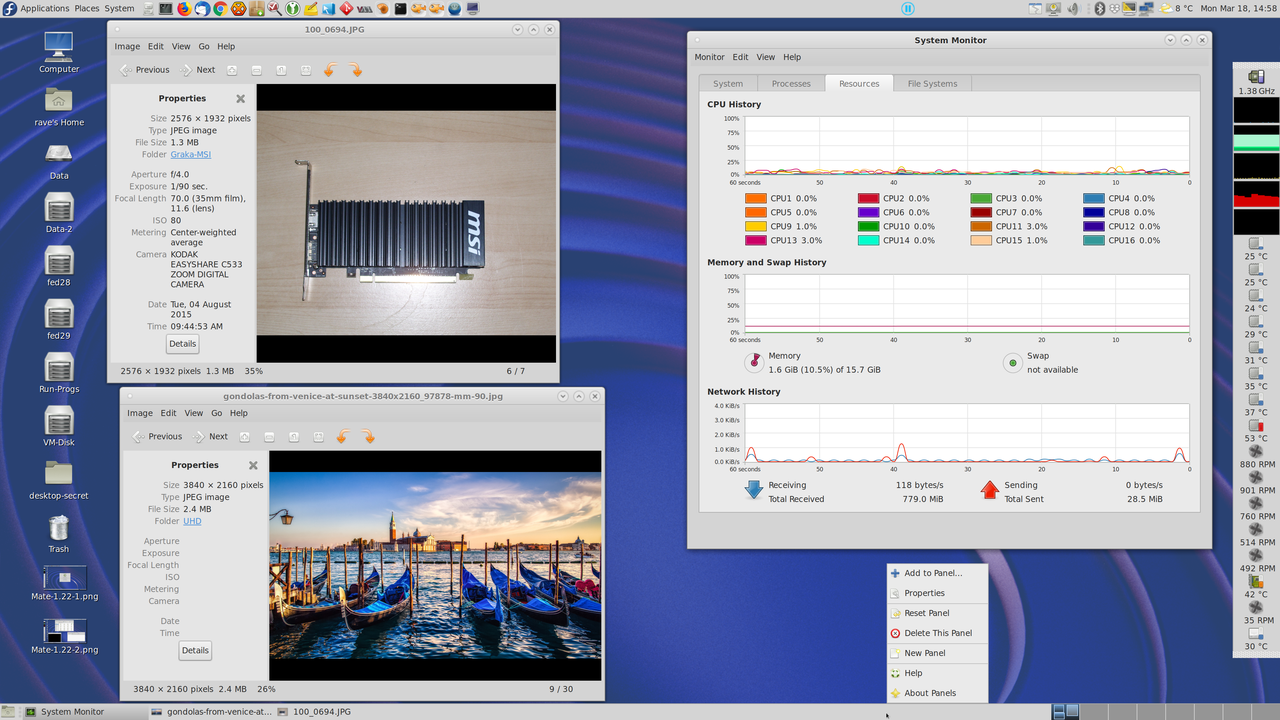 Applications Places System
8 °C Mon Mar 18, 14:58
Computer
rave's Home
Data
Data-2
fed28
fed29
Run-Progs
VM-Disk
desktop-secret
Trash
Mate-1.22-1.png
Mate-1.22-2.png
100_0694.JPG
Image Edit View Go Help
Previous Next
Properties
Size 2576 × 1932 pixels
Type JPEG image
File Size 1.3 MB
Folder Graka-MSI
Aperture f/4.0
Exposure 1/90 sec.
Focal Length 70.0 (35mm film),
11.6 (lens)
ISO 80
Metering Center-weighted
average
Camera KODAK
EASYSHARE C533
ZOOM DIGITAL
CAMERA
Date Tue, 04 August
2015
Time 09:44:53 AM
Details
msi
2576 × 1932 pixels 1.3 MB 35% 6 / 7
gondolas-from-venice-at-sunset-3840x2160_97878-mm-90.jpg
Image Edit View Go Help
Previous Next
Properties
Size 3840 × 2160 pixels
Type JPEG image
File Size 2.4 MB
Folder UHD
Aperture
Exposure
Focal Length
ISO
Metering
Camera
Date
Time
Details
3840 × 2160 pixels 2.4 MB 26% 9 / 30
System Monitor
Monitor Edit View Help
System Processes Resources File Systems
CPU History
100%
75%
50%
25%
0%
60 seconds 50 40 30 20 10 0
CPU1 0.0% CPU2 0.0% CPU3 0.0% CPU4 0.0%
CPU5 0.0% CPU6 0.0% CPU7 0.0% CPU8 0.0%
CPU9 1.0% CPU10 0.0% CPU11 3.0% CPU12 0.0%
CPU13 3.0% CPU14 0.0% CPU15 1.0% CPU16 0.0%
Memory and Swap History
100%
75%
50%
25%
0%
60 seconds 50 40 30 20 10 0
Memory
1.6 GiB (10.5%) of 15.7 GiB
Swap
not available
Network History
4.0 KiB/s
3.0 KiB/s
2.0 KiB/s
1.0 KiB/s
0.0 KiB/s
60 seconds 50 40 30 20 10 0
Receiving 118 bytes/s
Total Received 779.0 MiB
Sending 0 bytes/s
Total Sent 28.5 MiB
Add to Panel...
Properties
Reset Panel
Delete This Panel
New Panel
Help
About Panels
1.38 GHz
25 °C
25 °C
24 °C
29 °C
31 °C
35 °C
37 °C
53 °C
880 RPM
901 RPM
760 RPM
514 RPM
492 RPM
42 °C
35 RPM
30 °C
System Monitor
gondolas-from-venice-at...
100_0694.JPG